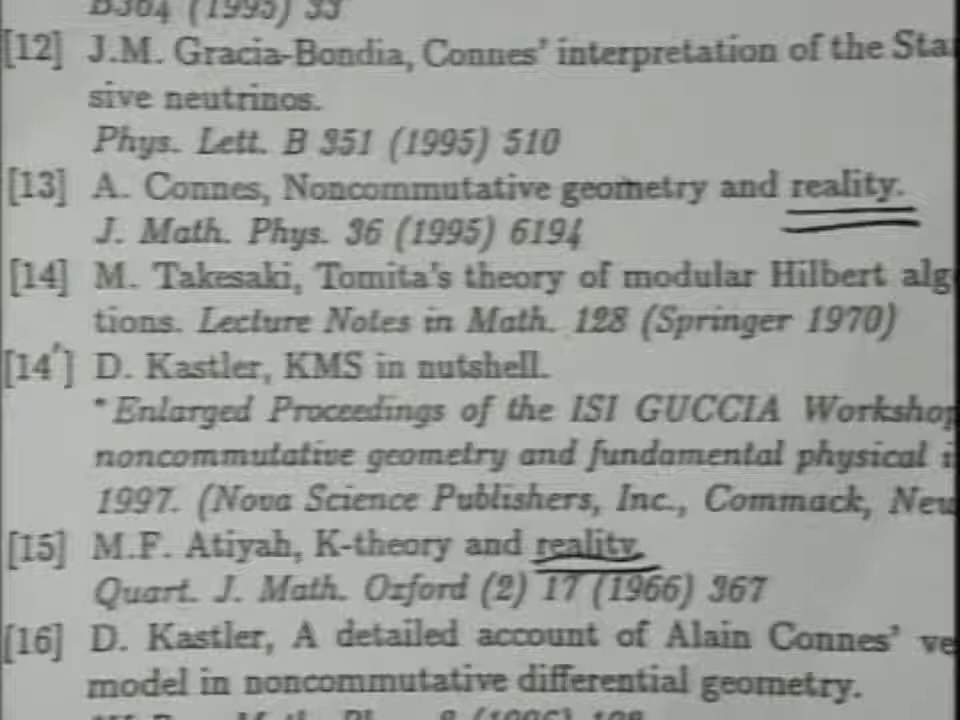 B364 (1995) 33
[12] J.M. Gracia-Bondia, Connes' interpretation of the Sta
sive neutrinos.
Phys. Lett. B 351 (1995) 510
[13] A. Connes, Noncommutative geometry and reality.
J. Math. Phys. 36 (1995) 6194
[14] M. Takesaki, Tomita's theory of modular Hilbert alg
tions. Lecture Notes in Math. 128 (Springer 1970)
[14'] D. Kastler, KMS in nutshell.
"Enlarged Proceedings of the ISI GUCCIA Workshop
noncommutative geometry and fundamental physical i
1997. (Nova Science Publishers, Inc., Commack, New
[15] M.F. Atiyah, K-theory and reality.
Quart. J. Math. Oxford (2) 17 (1966) 367
[16] D. Kastler, A detailed account of Alain Connes' ve
model in noncommutative differential geometry.